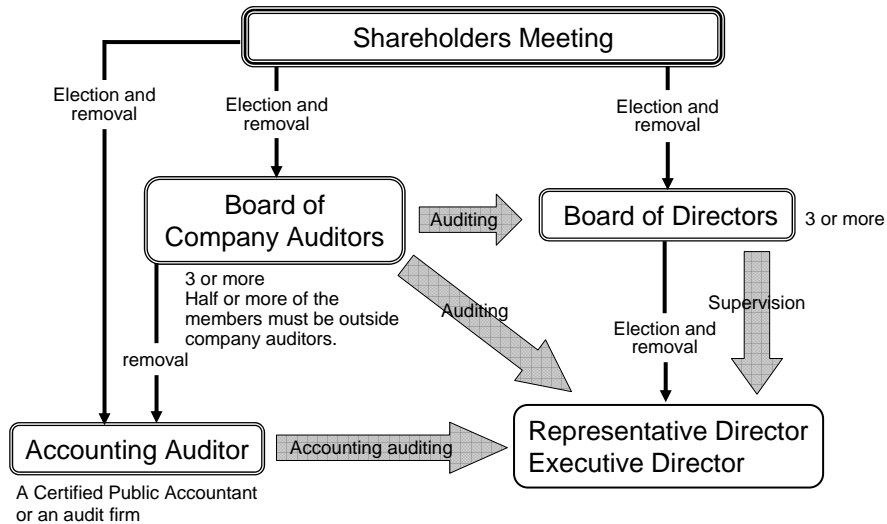 Shareholders Meeting
Election and
removal
Election and
removal
Election and
removal
Board of
Company Auditors
Auditing
Board of Directors
3 or more
3 or more
Half or more of the
members must be outside
company auditors.
Auditing
Supervision
Election and
removal
removal
Accounting Auditor
Accounting auditing
Representative Director
Executive Director
A Certified Public Accountant
or an audit firm